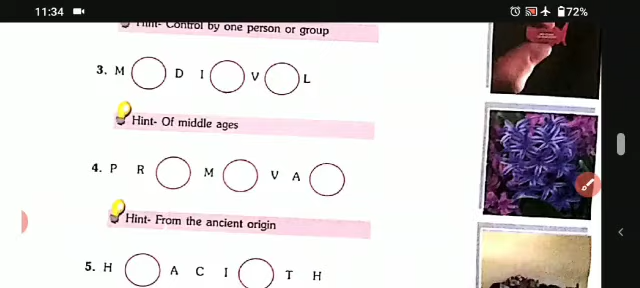 11:34
72%
Hint- Control by one person or group
3. M D I V L
Hint- Of middle ages
4. P R M V A
Hint- From the ancient origin
5. H A C I T H